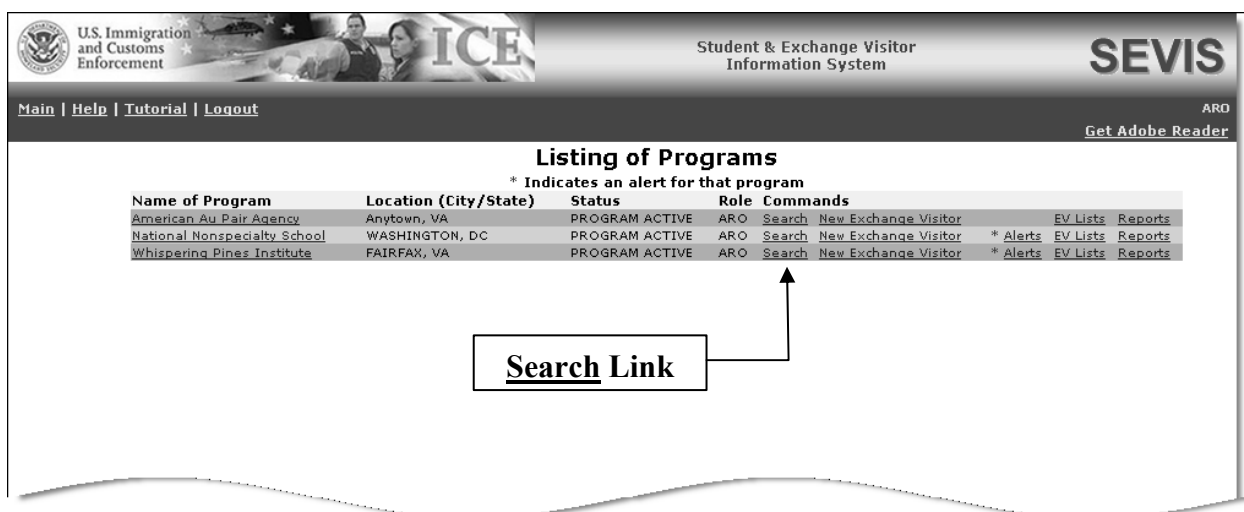 U.S. Immigration
and Customs
Enforcement
ICE
Student & Exchange Visitor
Information System
SEVIS
Main | Help | Tutorial | Logout
ARO
Get Adobe Reader
Listing of Programs
* Indicates an alert for that program
Name of Program Location (City/State) Status Role Commands
American Au Pair Agency Anytown, VA PROGRAM ACTIVE ARO Search New Exchange Visitor EV Lists Reports
National Nonspecialty School WASHINGTON, DC PROGRAM ACTIVE ARO Search New Exchange Visitor * Alerts EV Lists Reports
Whispering Pines Institute FAIRFAX, VA PROGRAM ACTIVE ARO Search New Exchange Visitor * Alerts EV Lists Reports
Search Link